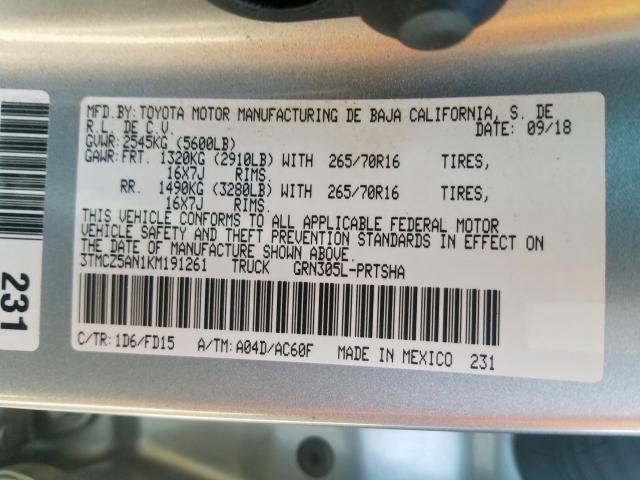 MFD.BY:TOYOTA MOTOR MANUFACTURING DE BAJA CALIFORNIA, S. DE
R.L. DE C.V. DATE: 09/18
GVWR:2545KG (5600LB)
GAWR:FRT. 1320KG (2910LB) WITH 265/70R16 TIRES,
16X7J RIMS.
RR. 1490KG (3280LB) WITH 265/70R16 TIRES,
16X7J RIMS.
THIS VEHICLE CONFORMS TO ALL APPLICABLE FEDERAL MOTOR
VEHICLE SAFETY AND THEFT PREVENTION STANDARDS IN EFFECT ON
THE DATE OF MANUFACTURE SHOWN ABOVE.
3TMCZ5AN1KM191261 TRUCK GRN305L-PRTSHA
C/TR:1D6/FD15 A/TM:A04D/AC60F MADE IN MEXICO 231
231